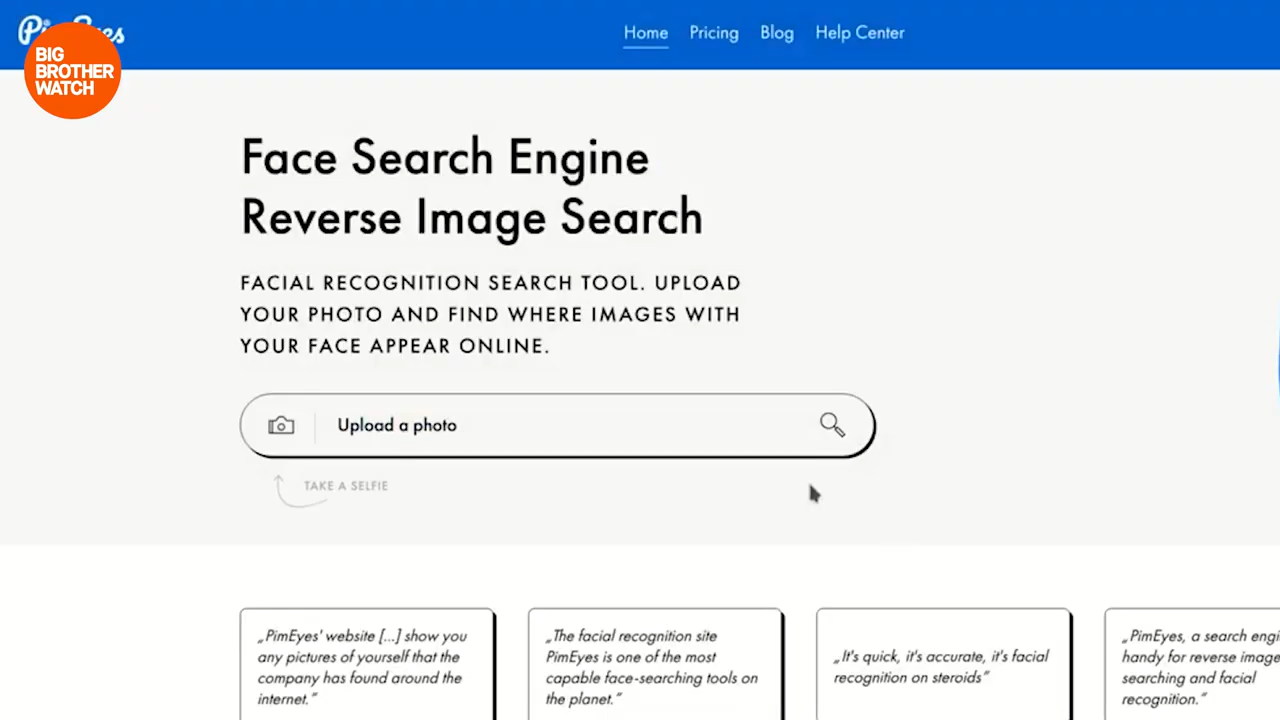 Home Pricing Blog Help Center
BIG
BROTHER
WATCH
Face Search Engine
Reverse Image Search
FACIAL RECOGNITION SEARCH TOOL. UPLOAD
YOUR PHOTO AND FIND WHERE IMAGES WITH
YOUR FACE APPEAR ONLINE.
Upload a photo
TAKE A SELFIE
„PimEyes' website [...] show you
any pictures of yourself that the
company has found around the
internet.”
„The facial recognition site
PimEyes is one of the most
capable face-searching tools on
the planet.”
„It's quick, it's accurate, it's facial
recognition on steroids”
„PimEyes, a search engi
handy for reverse image
searching and facial
recognition.”